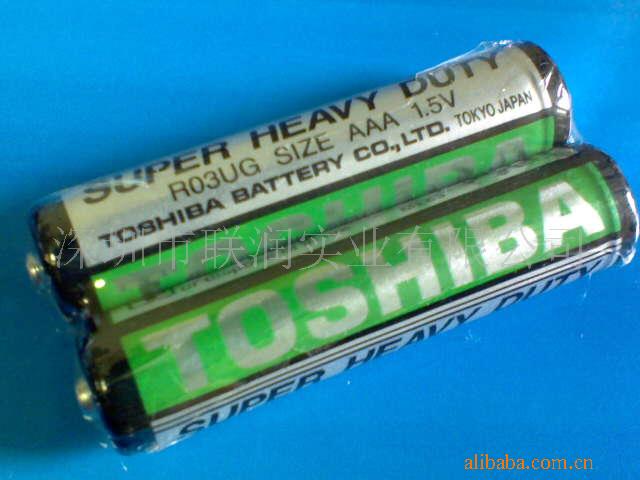 SUPER HEAVY DUTY
R03UG SIZE AAA 1.5V
TOSHIBA BATTERY CO.,LTD. TOKYO JAPAN
TOSHIBA
深圳市联润实业有限公司
TOSHIBA
SUPER HEAVY DUTY
alibaba.com.cn